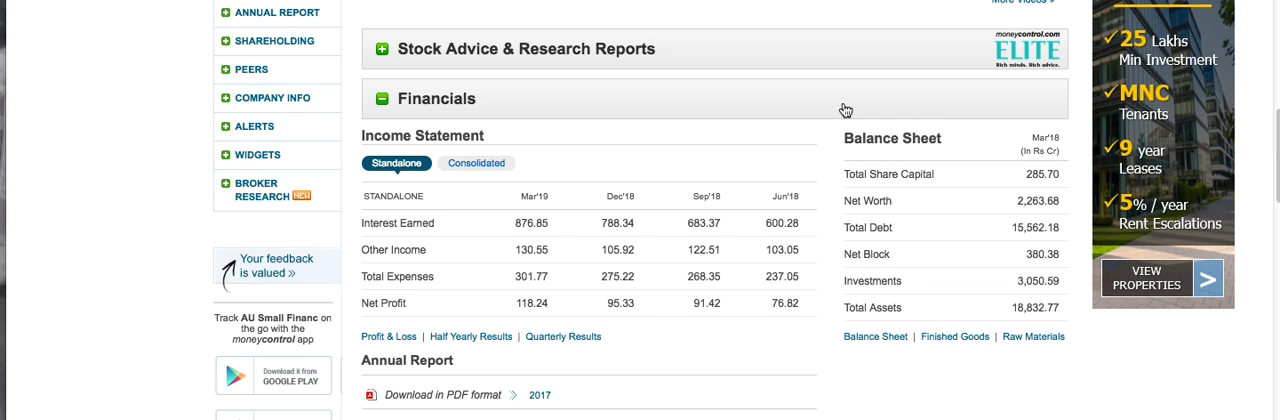 More Videos »
ANNUAL REPORT
SHAREHOLDING
PEERS
COMPANY INFO
ALERTS
WIDGETS
BROKER
RESEARCH NEW
Your feedback
is valued »
Track AU Small Financ on
the go with the
moneycontrol app
Download it from
GOOGLE PLAY
Stock Advice & Research Reports
moneycontrol.com
ELITE
Rich minds. Rich advice.
Financials
Income Statement
Standalone Consolidated
STANDALONE Mar'19 Dec'18 Sep'18 Jun'18
Interest Earned 876.85 788.34 683.37 600.28
Other Income 130.55 105.92 122.51 103.05
Total Expenses 301.77 275.22 268.35 237.05
Net Profit 118.24 95.33 91.42 76.82
Profit & Loss | Half Yearly Results | Quarterly Results
Annual Report
Download in PDF format 2017
Balance Sheet Mar'18
(In Rs Cr)
Total Share Capital 285.70
Net Worth 2,263.68
Total Debt 15,562.18
Net Block 380.38
Investments 3,050.59
Total Assets 18,832.77
Balance Sheet | Finished Goods | Raw Materials
25 Lakhs
Min Investment
MNC
Tenants
9 year
Leases
5% / year
Rent Escalations
VIEW
PROPERTIES >